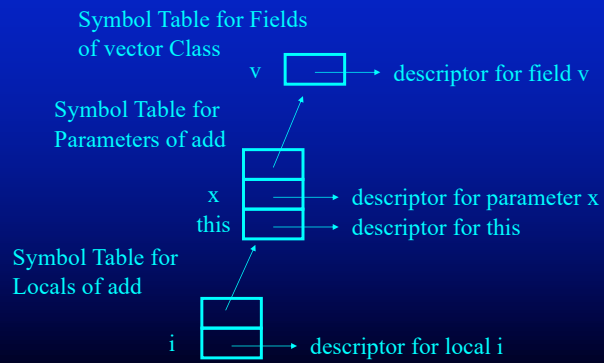 Symbol Table for Fields
of vector Class
v
descriptor for field v
Symbol Table for
Parameters of add
x
descriptor for parameter x
this
descriptor for this
Symbol Table for
Locals of add
i
descriptor for local i